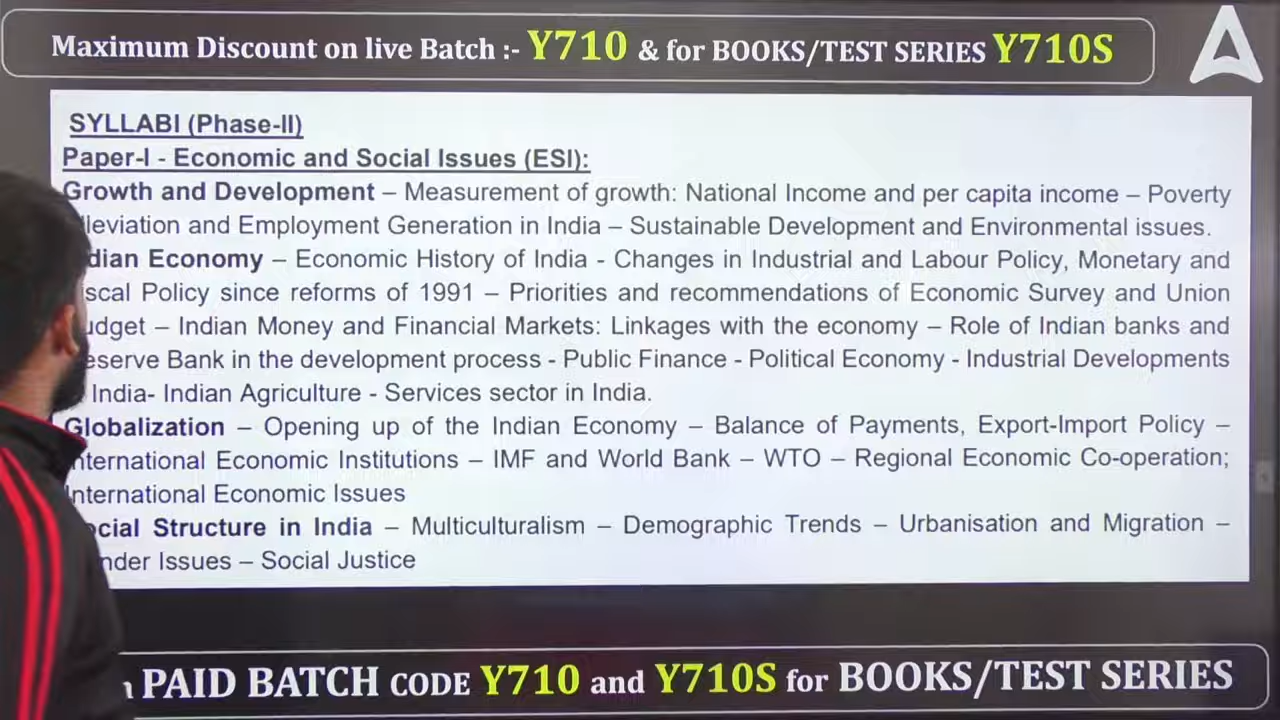 Maximum Discount on live Batch :- Y710 & for BOOKS/TEST SERIES Y710S
SYLLABI (Phase-II)
Paper-I - Economic and Social Issues (ESI):
Growth and Development – Measurement of growth: National Income and per capita income – Poverty
lleviation and Employment Generation in India – Sustainable Development and Environmental issues.
dian Economy – Economic History of India - Changes in Industrial and Labour Policy, Monetary and
scal Policy since reforms of 1991 – Priorities and recommendations of Economic Survey and Union
udget – Indian Money and Financial Markets: Linkages with the economy – Role of Indian banks and
eserve Bank in the development process - Public Finance - Political Economy - Industrial Developments
India- Indian Agriculture - Services sector in India.
Globalization – Opening up of the Indian Economy – Balance of Payments, Export-Import Policy –
nternational Economic Institutions – IMF and World Bank – WTO – Regional Economic Co-operation;
International Economic Issues
ocial Structure in India – Multiculturalism – Demographic Trends – Urbanisation and Migration –
nder Issues – Social Justice
PAID BATCH CODE Y710 and Y710S for BOOKS/TEST SERIES